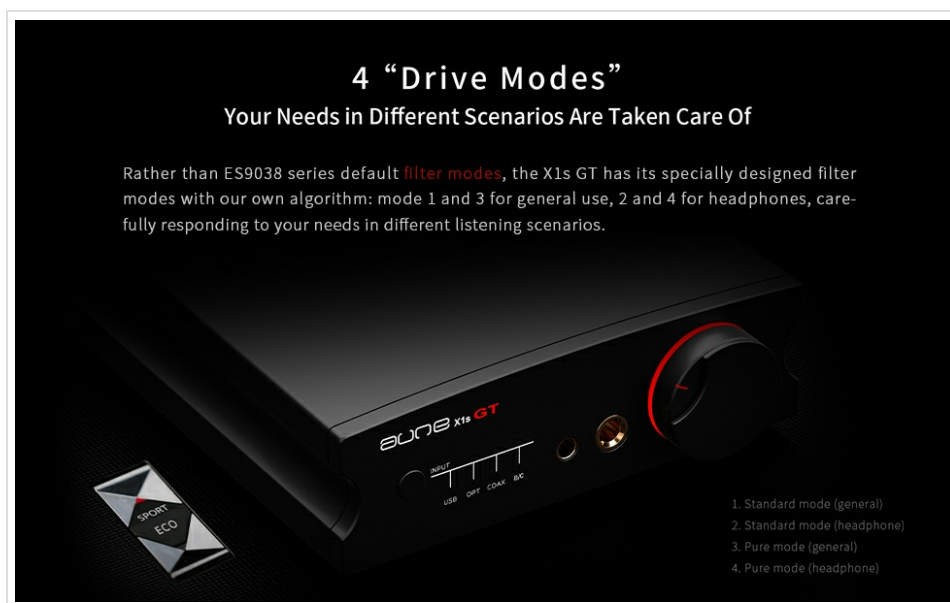 4 “Drive Modes”
Your Needs in Different Scenarios Are Taken Care Of
Rather than ES9038 series default filter modes, the X1s GT has its specially designed filter
modes with our own algorithm: mode 1 and 3 for general use, 2 and 4 for headphones, care-
fully responding to your needs in different listening scenarios.
aune X1s GT
INPUT
USB OPT COAX B/C
SPORT
ECO
1. Standard mode (general)
2. Standard mode (headphone)
3. Pure mode (general)
4. Pure mode (headphone)